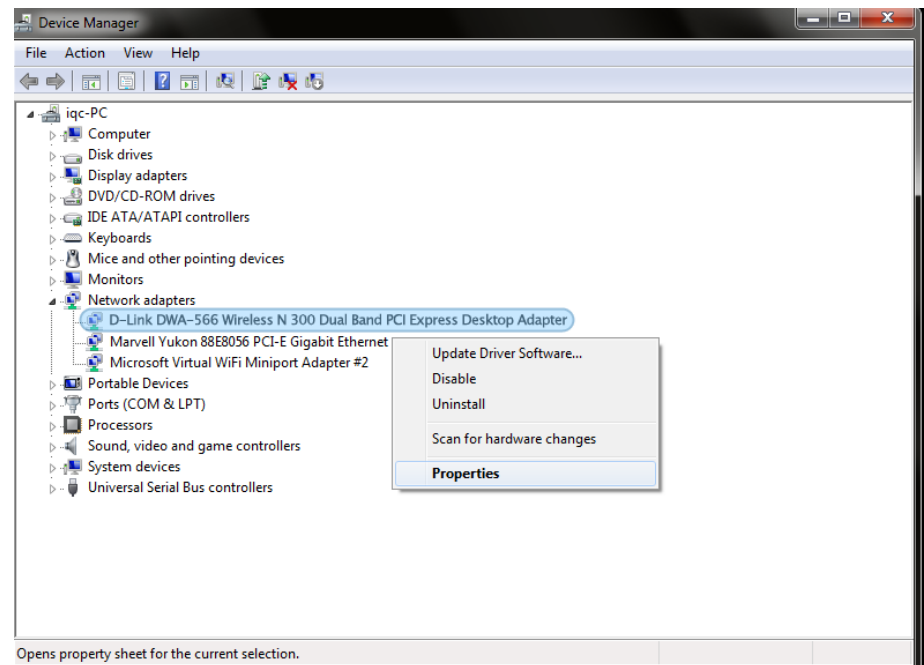 Device Manager
File Action View Help
iqc-PC
Computer
Disk drives
Display adapters
DVD/CD-ROM drives
IDE ATA/ATAPI controllers
Keyboards
Mice and other pointing devices
Monitors
Network adapters
D-Link DWA-566 Wireless N 300 Dual Band PCI Express Desktop Adapter
Marvell Yukon 88E8056 PCI-E Gigabit Ethernet
Microsoft Virtual WiFi Miniport Adapter #2
Portable Devices
Ports (COM & LPT)
Processors
Sound, video and game controllers
System devices
Universal Serial Bus controllers
Update Driver Software...
Disable
Uninstall
Scan for hardware changes
Properties
Opens property sheet for the current selection.